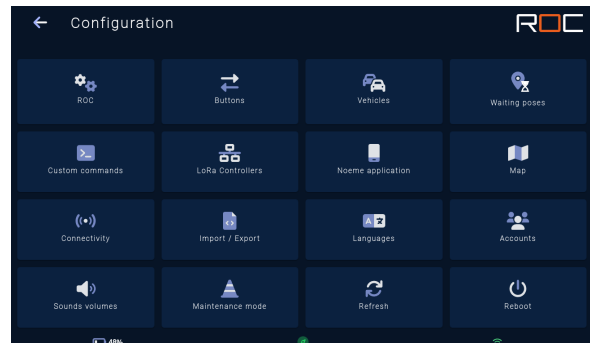 Configuration
ROC
ROC
Buttons
Vehicles
Waiting poses
Custom commands
LoRa Controllers
Noeme application
Map
Connectivity
Import / Export
A
Languages
Accounts
Sounds volumes
Maintenance mode
Refresh
Reboot
48%